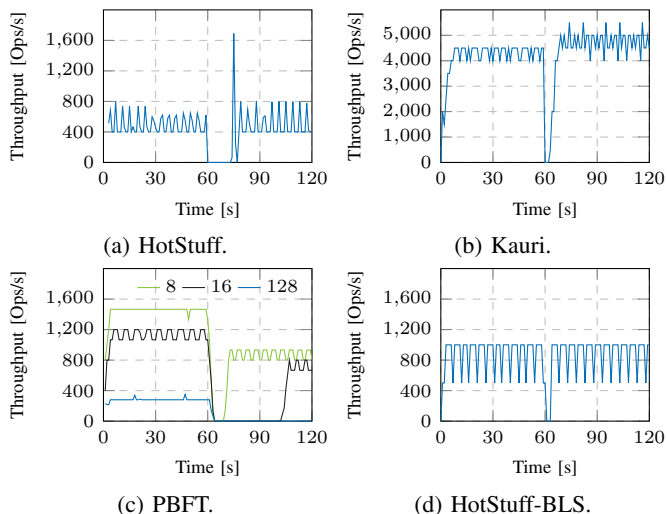 Throughput [Ops/s]
1,600
1,200
800
400
0
0 30 60 90 120
Time [s]
(a) HotStuff.
Throughput [Ops/s]
5,000
4,000
3,000
2,000
1,000
0
0 30 60 90 120
Time [s]
(b) Kauri.
Throughput [Ops/s]
8 16 128
1,600
1,200
800
400
0
0 30 60 90 120
Time [s]
(c) PBFT.
Throughput [Ops/s]
1,600
1,200
800
400
0
0 30 60 90 120
Time [s]
(d) HotStuff-BLS.